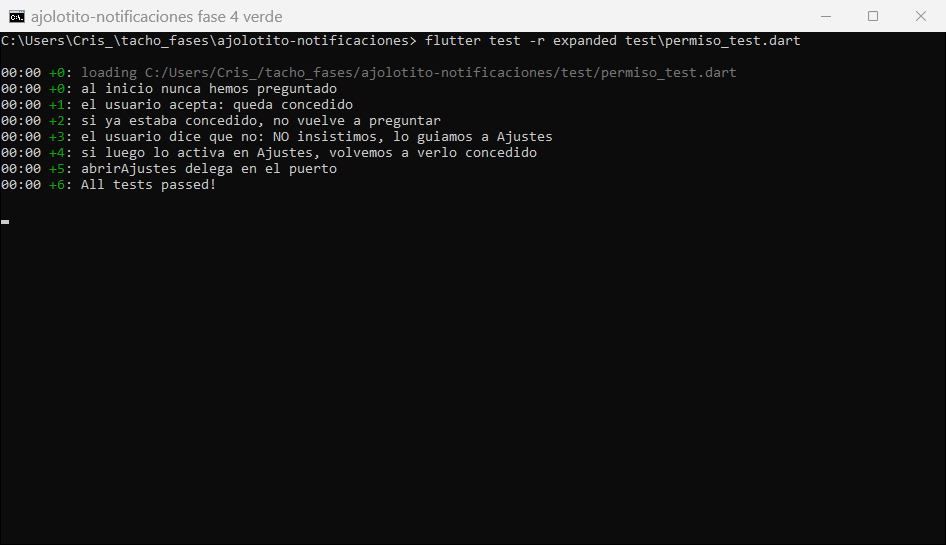 ajolotito-notificaciones fase 4 verde
C:\Users\Cris_\tacho_fases\ajolotito-notificaciones> flutter test -r expanded test\permiso_test.dart
00:00 +0: loading C:/Users/Cris_/tacho_fases/ajolotito-notificaciones/test/permiso_test.dart
00:00 +0: al inicio nunca hemos preguntado
00:00 +1: el usuario acepta: queda concedido
00:00 +2: si ya estaba concedido, no vuelve a preguntar
00:00 +3: el usuario dice que no: NO insistimos, lo guiamos a Ajustes
00:00 +4: si luego lo activa en Ajustes, volvemos a verlo concedido
00:00 +5: abrirAjustes delega en el puerto
00:00 +6: All tests passed!